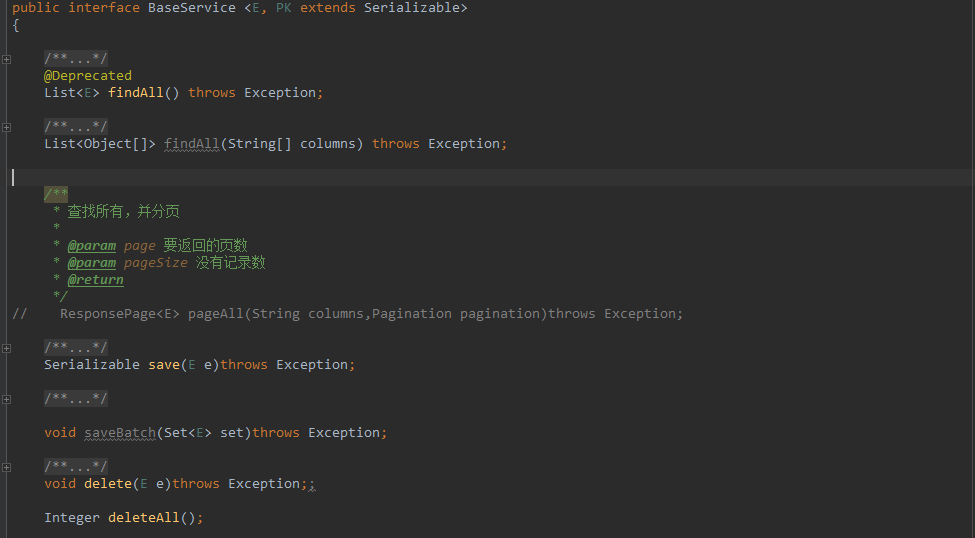 public interface BaseService <E, PK extends Serializable>
{
/**...*/
@Deprecated
List<E> findAll() throws Exception;
/**...*/
List<Object[]> findAll(String[] columns) throws Exception;
/**
* 查找所有，并分页
*
* @param page 要返回的页数
* @param pageSize 没有记录数
* @return
*/
// ResponsePage<E> pageAll(String columns,Pagination pagination)throws Exception;
/**...*/
Serializable save(E e)throws Exception;
/**...*/
void saveBatch(Set<E> set)throws Exception;
/**...*/
void delete(E e)throws Exception;;
Integer deleteAll();